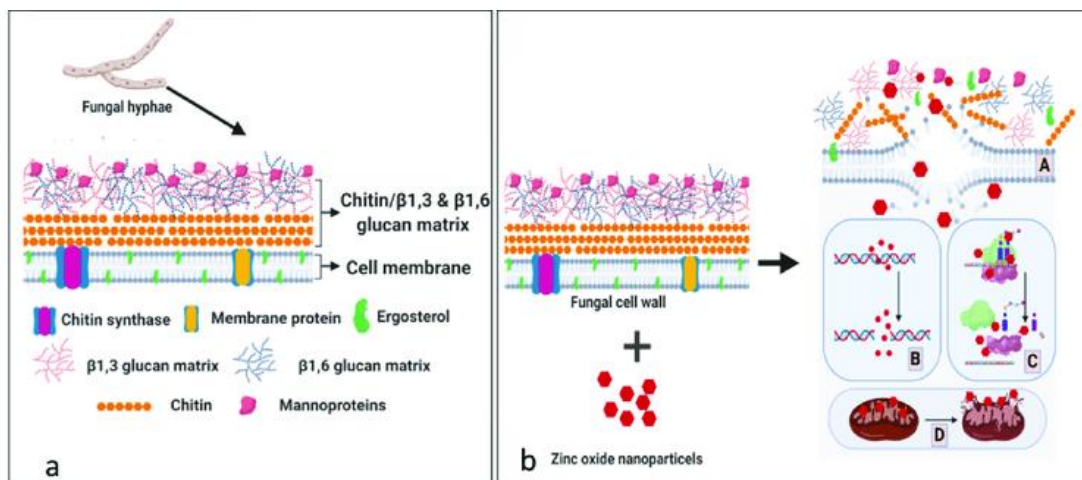 Fungal hyphae
Chitin/β1,3 & β1,6
glucan matrix
Cell membrane
Chitin synthase
Membrane protein
Ergosterol
β1,3 glucan matrix
β1,6 glucan matrix
Chitin
Mannoproteins
a
Fungal cell wall
+
Zinc oxide nanoparticels
b
A
B
C
D